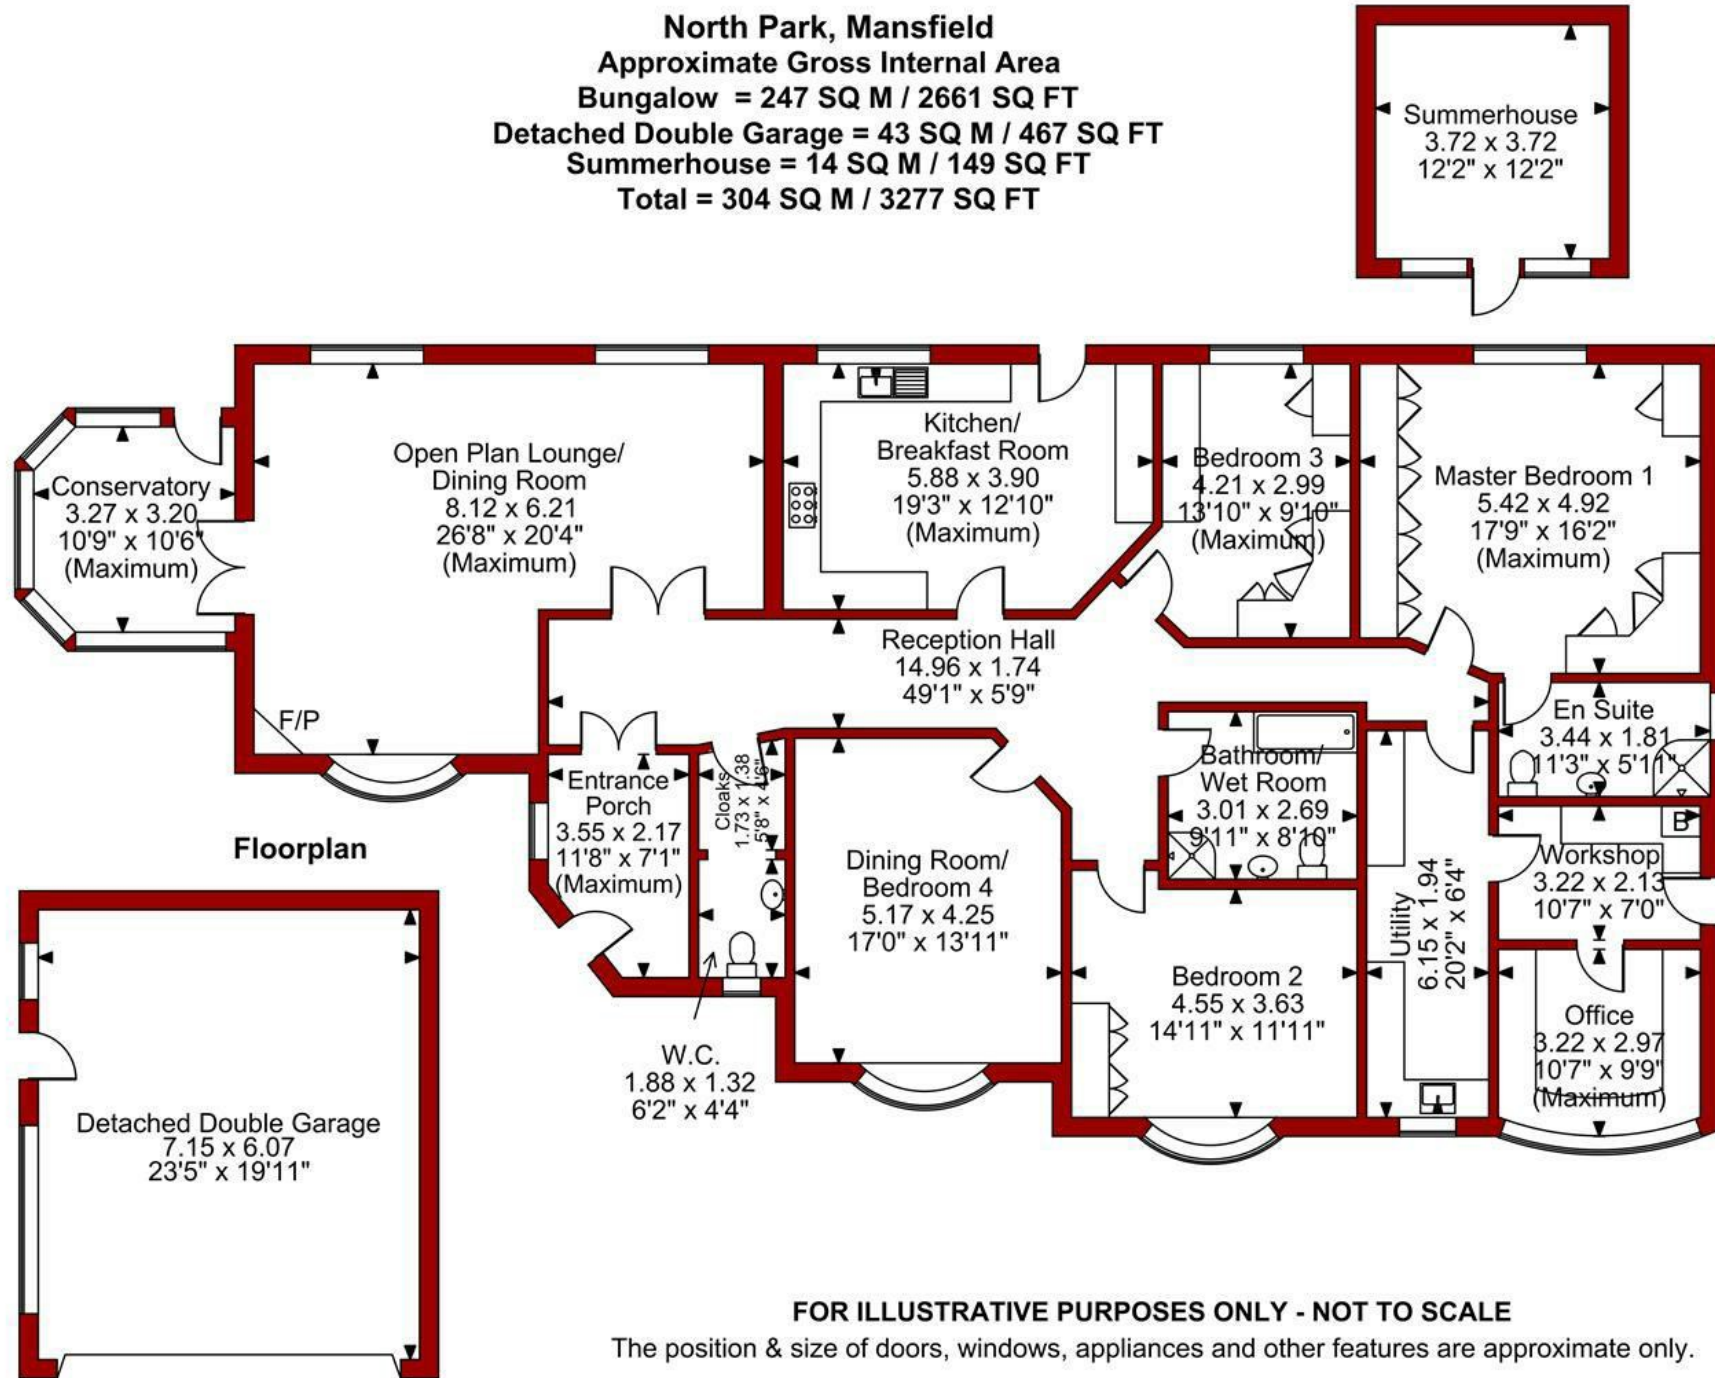 North Park, Mansfield
Approximate Gross Internal Area
Bungalow = 247 SQ M / 2661 SQ FT
Detached Double Garage = 43 SQ M / 467 SQ FT
Summerhouse = 14 SQ M / 149 SQ FT
Total = 304 SQ M / 3277 SQ FT
Summerhouse
3.72 x 3.72
12'2" x 12'2"
Conservatory
3.27 x 3.20
10'9" x 10'6"
(Maximum)
Open Plan Lounge/
Dining Room
8.12 x 6.21
26'8" x 20'4"
(Maximum)
F/P
Kitchen/
Breakfast Room
5.88 x 3.90
19'3" x 12'10"
(Maximum)
Bedroom 3
4.21 x 2.99
13'10" x 9'10"
(Maximum)
Master Bedroom 1
5.42 x 4.92
17'9" x 16'2"
(Maximum)
Reception Hall
14.96 x 1.74
49'1" x 5'9"
En Suite
3.44 x 1.81
11'3" x 5'11"
Entrance
Porch
3.55 x 2.17
11'8" x 7'1"
(Maximum)
Cloaks
1.73 x 1.38
5'8" x 4'6"
Bathroom/
Wet Room
3.01 x 2.69
9'11" x 8'10"
B
Workshop
3.22 x 2.13
10'7" x 7'0"
Floorplan
Dining Room/
Bedroom 4
5.17 x 4.25
17'0" x 13'11"
Utility
6.15 x 1.94
20'2" x 6'4"
Bedroom 2
4.55 x 3.63
14'11" x 11'11"
Office
3.22 x 2.97
10'7" x 9'9"
(Maximum)
W.C.
1.88 x 1.32
6'2" x 4'4"
Detached Double Garage
7.15 x 6.07
23'5" x 19'11"
FOR ILLUSTRATIVE PURPOSES ONLY - NOT TO SCALE
The position & size of doors, windows, appliances and other features are approximate only.